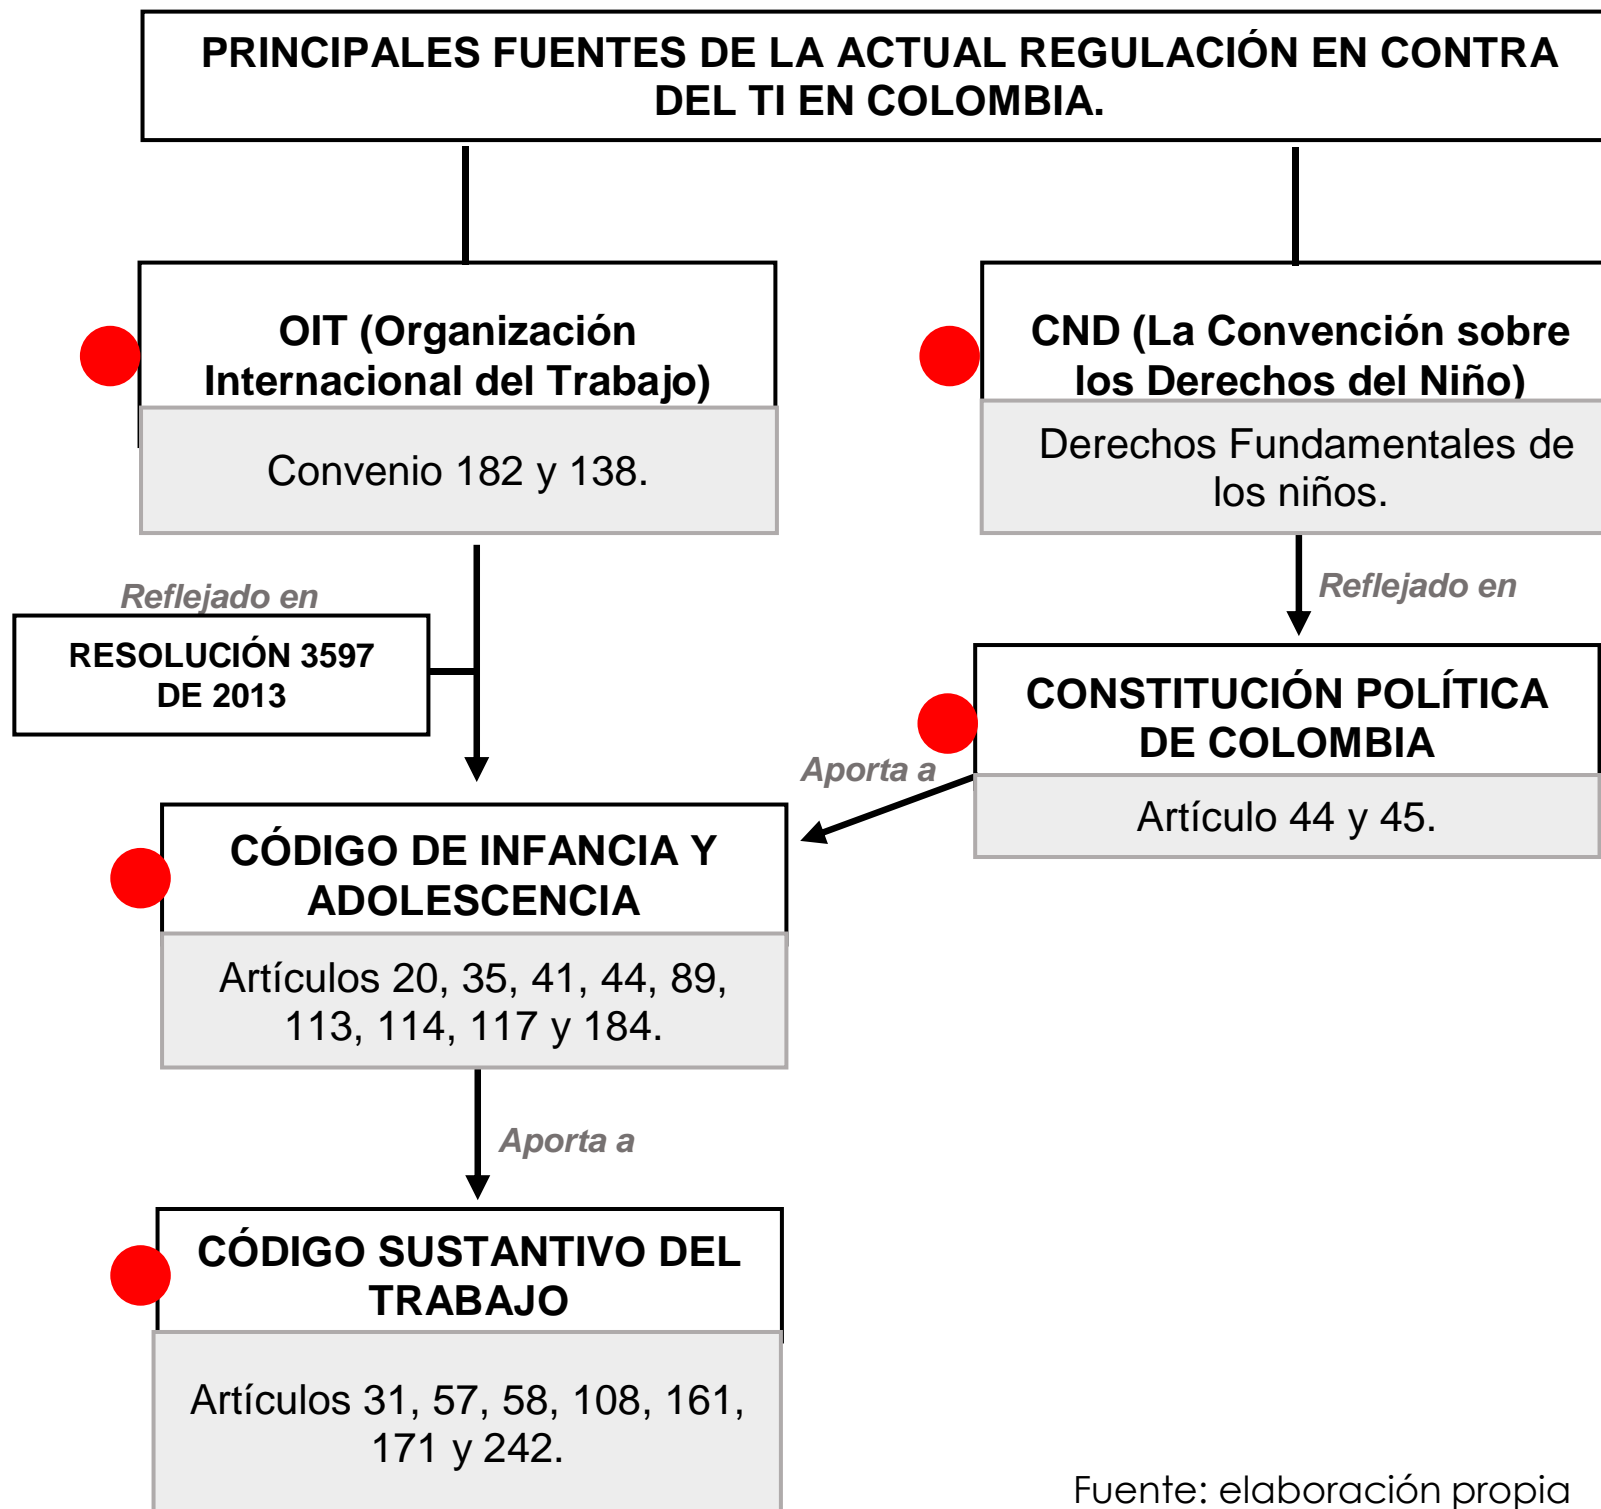 PRINCIPALES FUENTES DE LA ACTUAL REGULACIÓN EN CONTRA
DEL TI EN COLOMBIA.
OIT (Organización
Internacional del Trabajo)
Convenio 182 y 138.
CND (La Convención sobre
los Derechos del Niño)
Derechos Fundamentales de
los niños.
Reflejado en
RESOLUCIÓN 3597
DE 2013
Reflejado en
CONSTITUCIÓN POLÍTICA
DE COLOMBIA
Artículo 44 y 45.
Aporta a
CÓDIGO DE INFANCIA Y
ADOLESCENCIA
Artículos 20, 35, 41, 44, 89,
113, 114, 117 y 184.
Aporta a
CÓDIGO SUSTANTIVO DEL
TRABAJO
Artículos 31, 57, 58, 108, 161,
171 y 242.
Fuente: elaboración propia